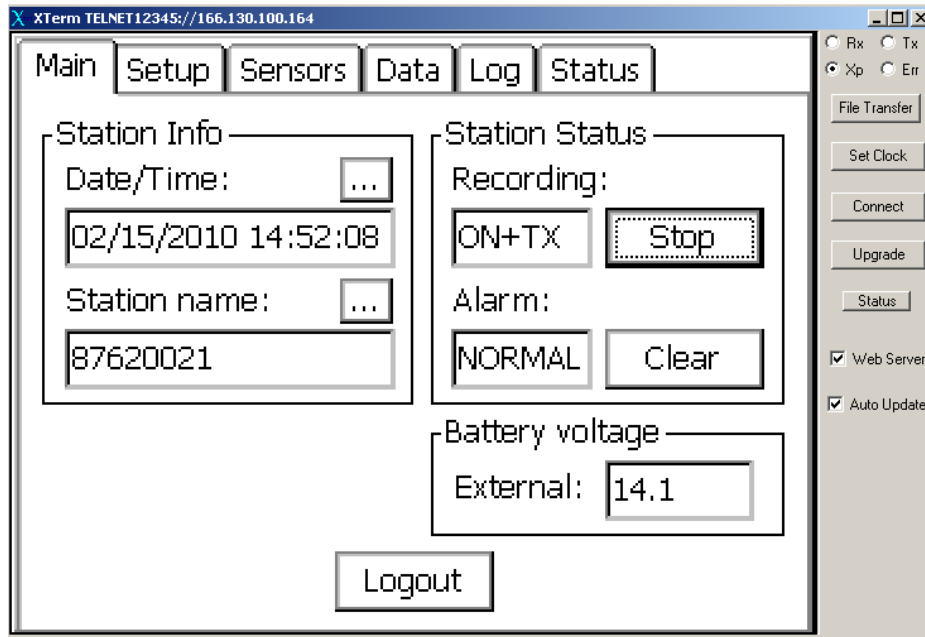 XTerm TELNET12345://166.130.100.164
Main Setup Sensors Data Log Status
Station Info
Date/Time: ...
02/15/2010 14:52:08
Station name: ...
87620021
Station Status
Recording:
ON+TX Stop
Alarm:
NORMAL Clear
Battery voltage
External: 14.1
Logout
Rx Tx
Xp Err
File Transfer
Set Clock
Connect
Upgrade
Status
Web Server
Auto Update